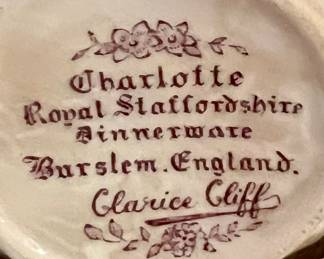 Charlotte
Royal Staffordshire
Dinnerware
Burslem. England.
Clarice Cliff